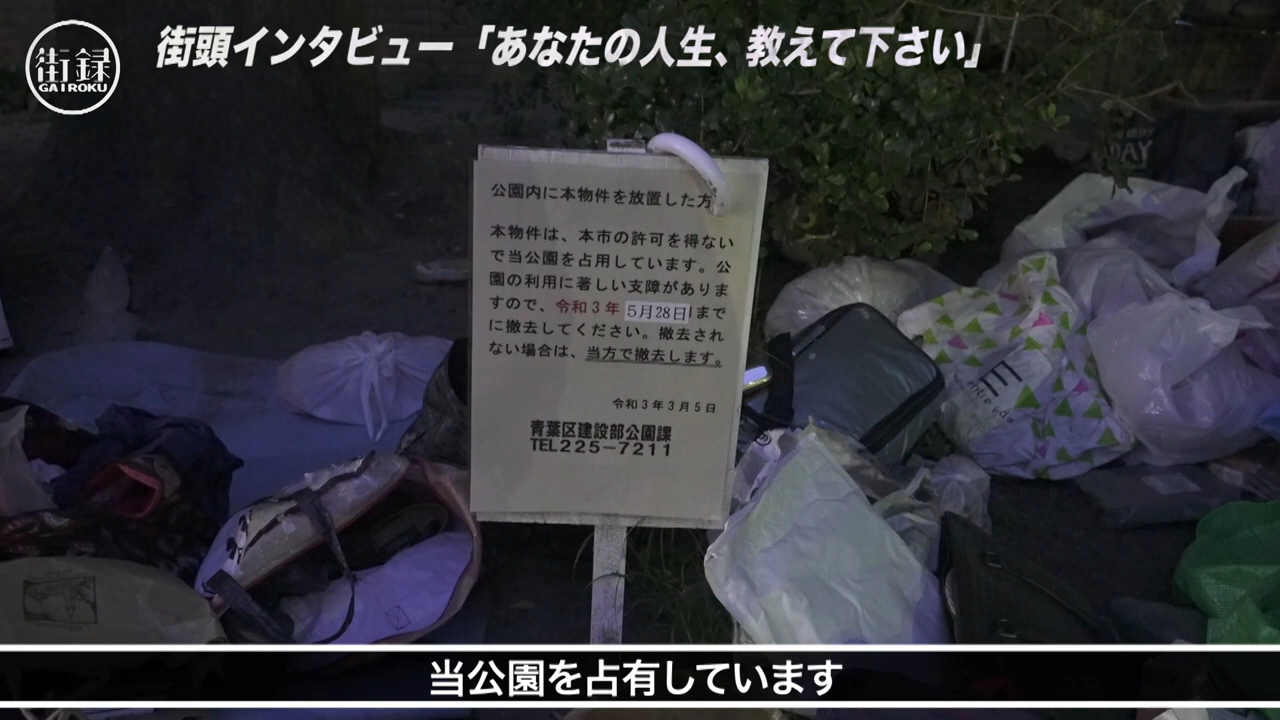 街録
GAIROKU
街頭インタビュー「あなたの人生、教えて下さい」
公園内に本物件を放置した方
本物件は、本市の許可を得ない
で当公園を占用しています。公
園の利用に著しい支障がありま
すので、令和3年5月28日まで
に撤去してください。撤去され
ない場合は、当方で撤去します。
令和3年3月5日
青葉区建設部公園課
TEL225-7211
DAY
当公園を占有しています